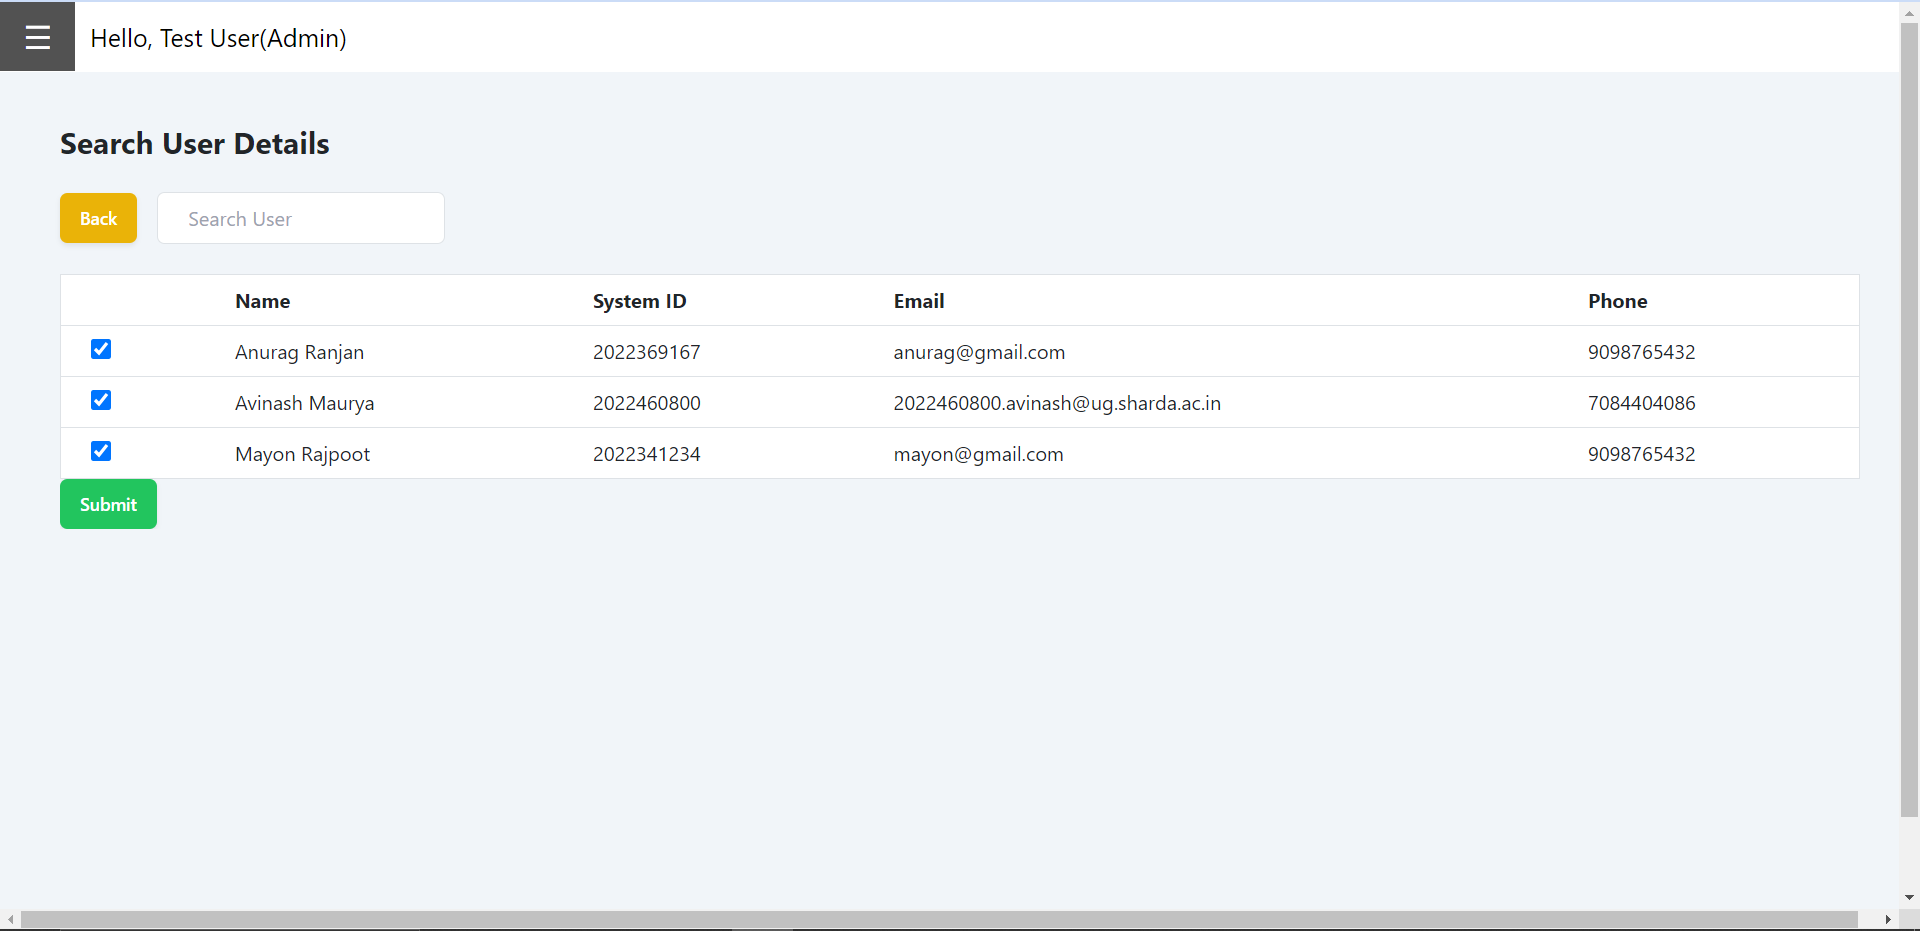 Hello, Test User(Admin)
Search User Details
Back Search User
Name System ID Email Phone
Anurag Ranjan 2022369167 anurag@gmail.com 9098765432
Avinash Maurya 2022460800 2022460800.avinash@ug.sharda.ac.in 7084404086
Mayon Rajpoot 2022341234 mayon@gmail.com 9098765432
Submit